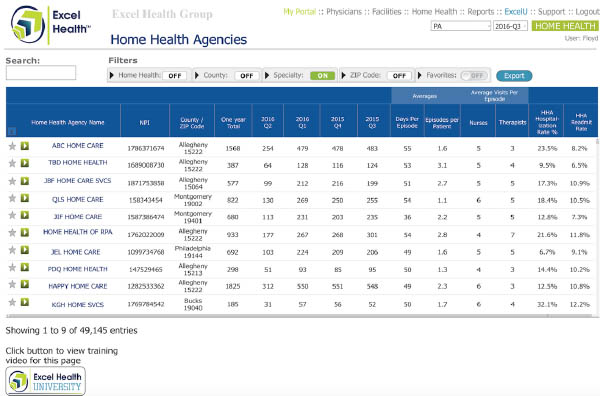 Excel Health™
Excel Health Group
My Portal :: Physicians :: Facilities :: Home Health :: Reports :: ExcelU :: Support :: Logout
PA 2016-Q3 HOME HEALTH
User: Floyd
Home Health Agencies
Search:
Filters
Home Health: OFF County: OFF Specialty: ON ZIP Code: OFF Favorites: OFF Export
Averages Average Visits Per Episode
Home Health Agency Name NPI County / ZIP Code One year Total 2016 Q2 2016 Q1 2015 Q4 2015 Q3 Days Per Episode Episodes per Patient Nurses Therapists HHA Hospitalization Rate % HHA Readmit Rate
ABC HOME CARE 1786371674 Allegheny 15222 1568 254 479 478 483 55 1.6 5 3 23.5% 8.2%
TBD HOME HEALTH 1689008730 Allegheny 15222 387 64 128 116 124 53 3.1 5 4 9.5% 6.5%
JBF HOME CARE SVCS 1871753858 Allegheny 15064 577 99 212 216 199 51 2.7 5 5 17.3% 10.9%
QLS HOME CARE 158343454 Montgomery 19002 822 130 269 250 255 54 1.1 6 5 18.4% 10.5%
JIF HOME CARE 1587386474 Montgomery 19401 680 113 231 203 235 36 2.2 5 5 12.8% 7.3%
HOME HEALTH OF RPA 1762022009 Allegheny 15222 933 177 267 268 301 54 2.8 4 7 21.6% 11.8%
JEL HOME CARE 1099734768 Philadelphia 19144 692 103 224 209 206 49 1.6 5 5 6.7% 9.1%
PDQ HOME HEALTH 147529465 Allegheny 15213 298 51 93 85 95 50 1.3 4 3 14.4% 10.2%
HAPPY HOME CARE 1282533362 Allegheny 15222 1825 312 550 551 548 49 2.3 6 3 12.5% 10.8%
KGH HOME SVCS 1769784542 Bucks 19040 185 31 57 56 52 50 1.7 6 4 32.1% 12.2%
Showing 1 to 9 of 49,145 entries
Click button to view training
video for this page
Excel Health
UNIVERSITY